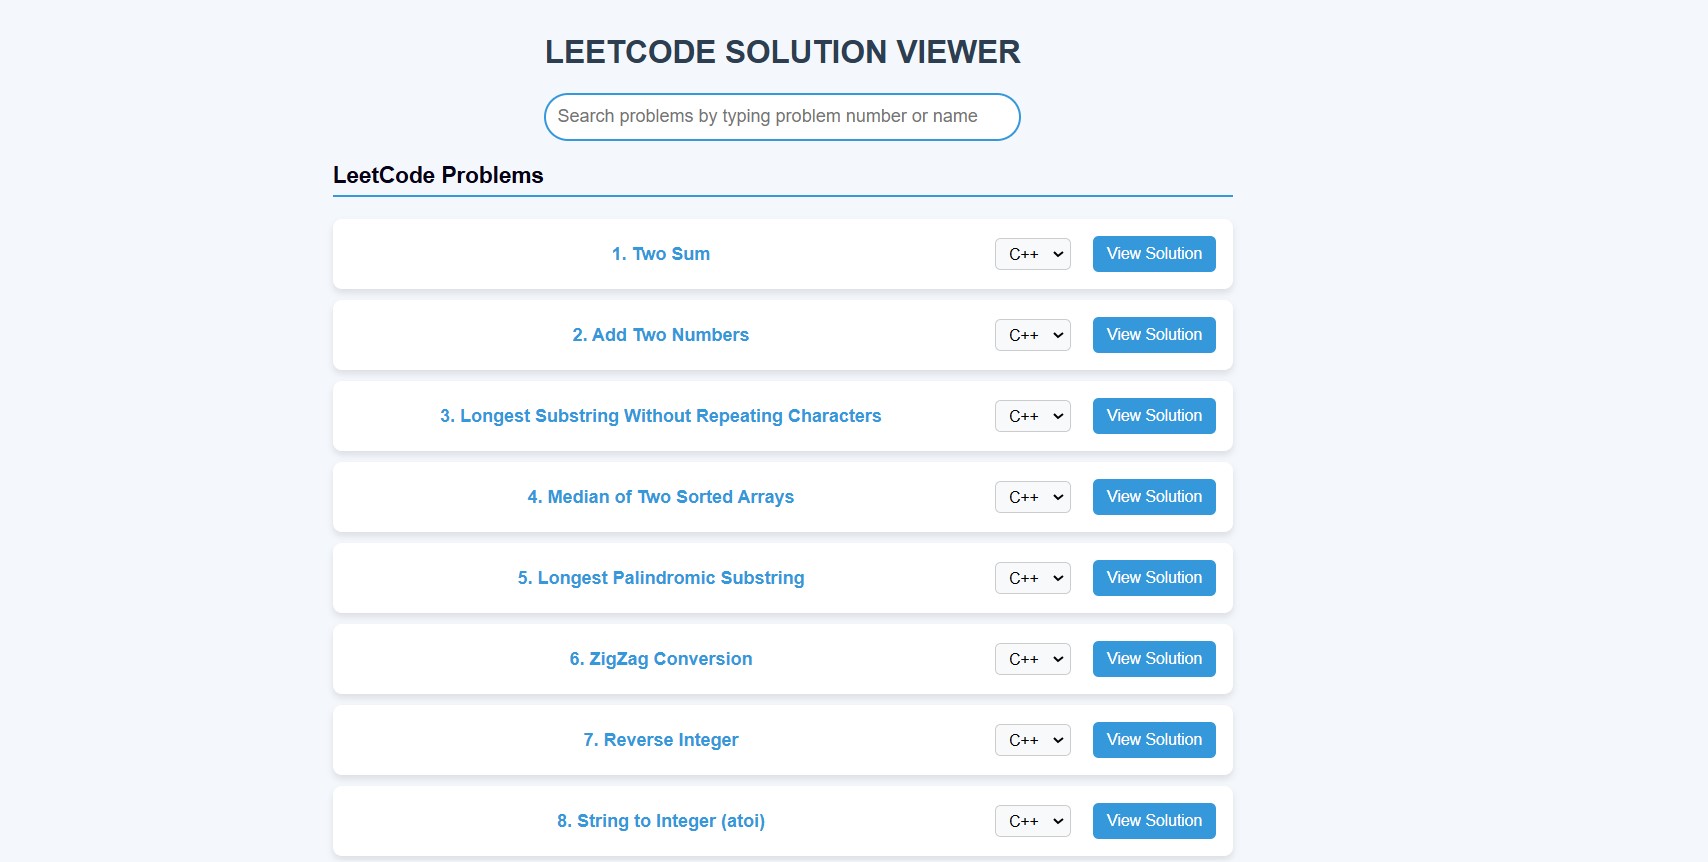 LEETCODE SOLUTION VIEWER
Search problems by typing problem number or name
LeetCode Problems
1. Two Sum C++ View Solution
2. Add Two Numbers C++ View Solution
3. Longest Substring Without Repeating Characters C++ View Solution
4. Median of Two Sorted Arrays C++ View Solution
5. Longest Palindromic Substring C++ View Solution
6. ZigZag Conversion C++ View Solution
7. Reverse Integer C++ View Solution
8. String to Integer (atoi) C++ View Solution